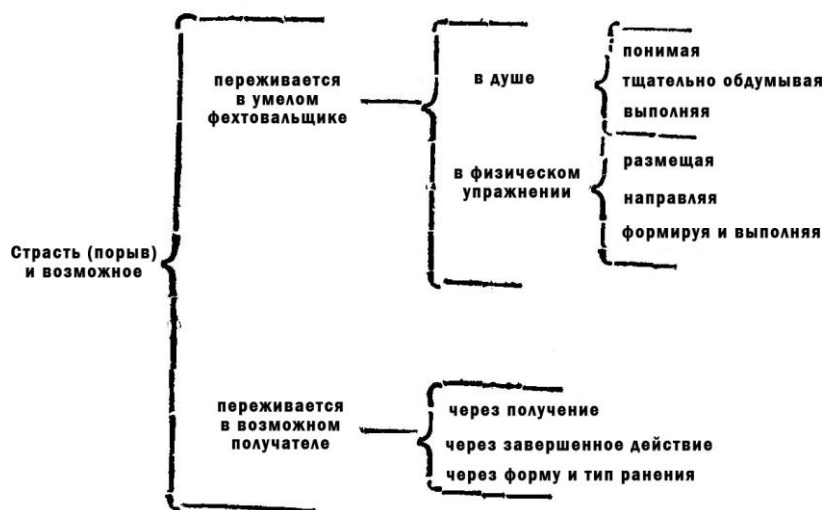 Страсть (порыв)
и возможное
переживается
в умелом
фехтовальщике
в душе
понимая
тщательно обдумывая
выполняя
в физическом
упражнении
размещая
направляя
формируя и выполняя
переживается
в возможном
получателе
через получение
через завершенное действие
через форму и тип ранения